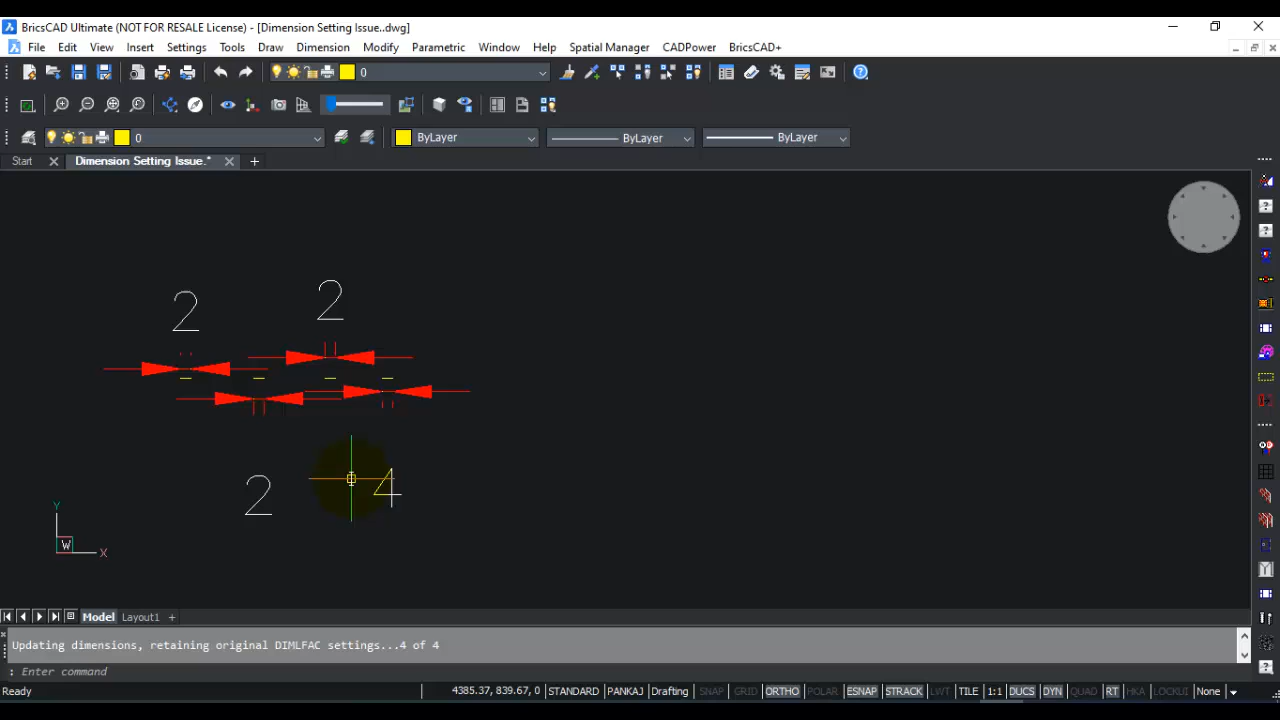 BricsCAD Ultimate (NOT FOR RESALE License) - [Dimension Setting Issue..dwg]
File Edit View Insert Settings Tools Draw Dimension Modify Parametric Window Help Spatial Manager CADPower BricsCAD+
0
0 ByLayer ByLayer ByLayer
Start Dimension Setting Issue.*
2 2
2 4
Y
W X
Model Layout1
Updating dimensions, retaining original DIMLFAC settings...4 of 4
: Enter command
Ready 4385.37, 839.67, 0 STANDARD PANKAJ Drafting SNAP GRID ORTHO POLAR ESNAP STRACK LWT TILE 1:1 DUCS DYN QUAD RT HKA LOCKUI None